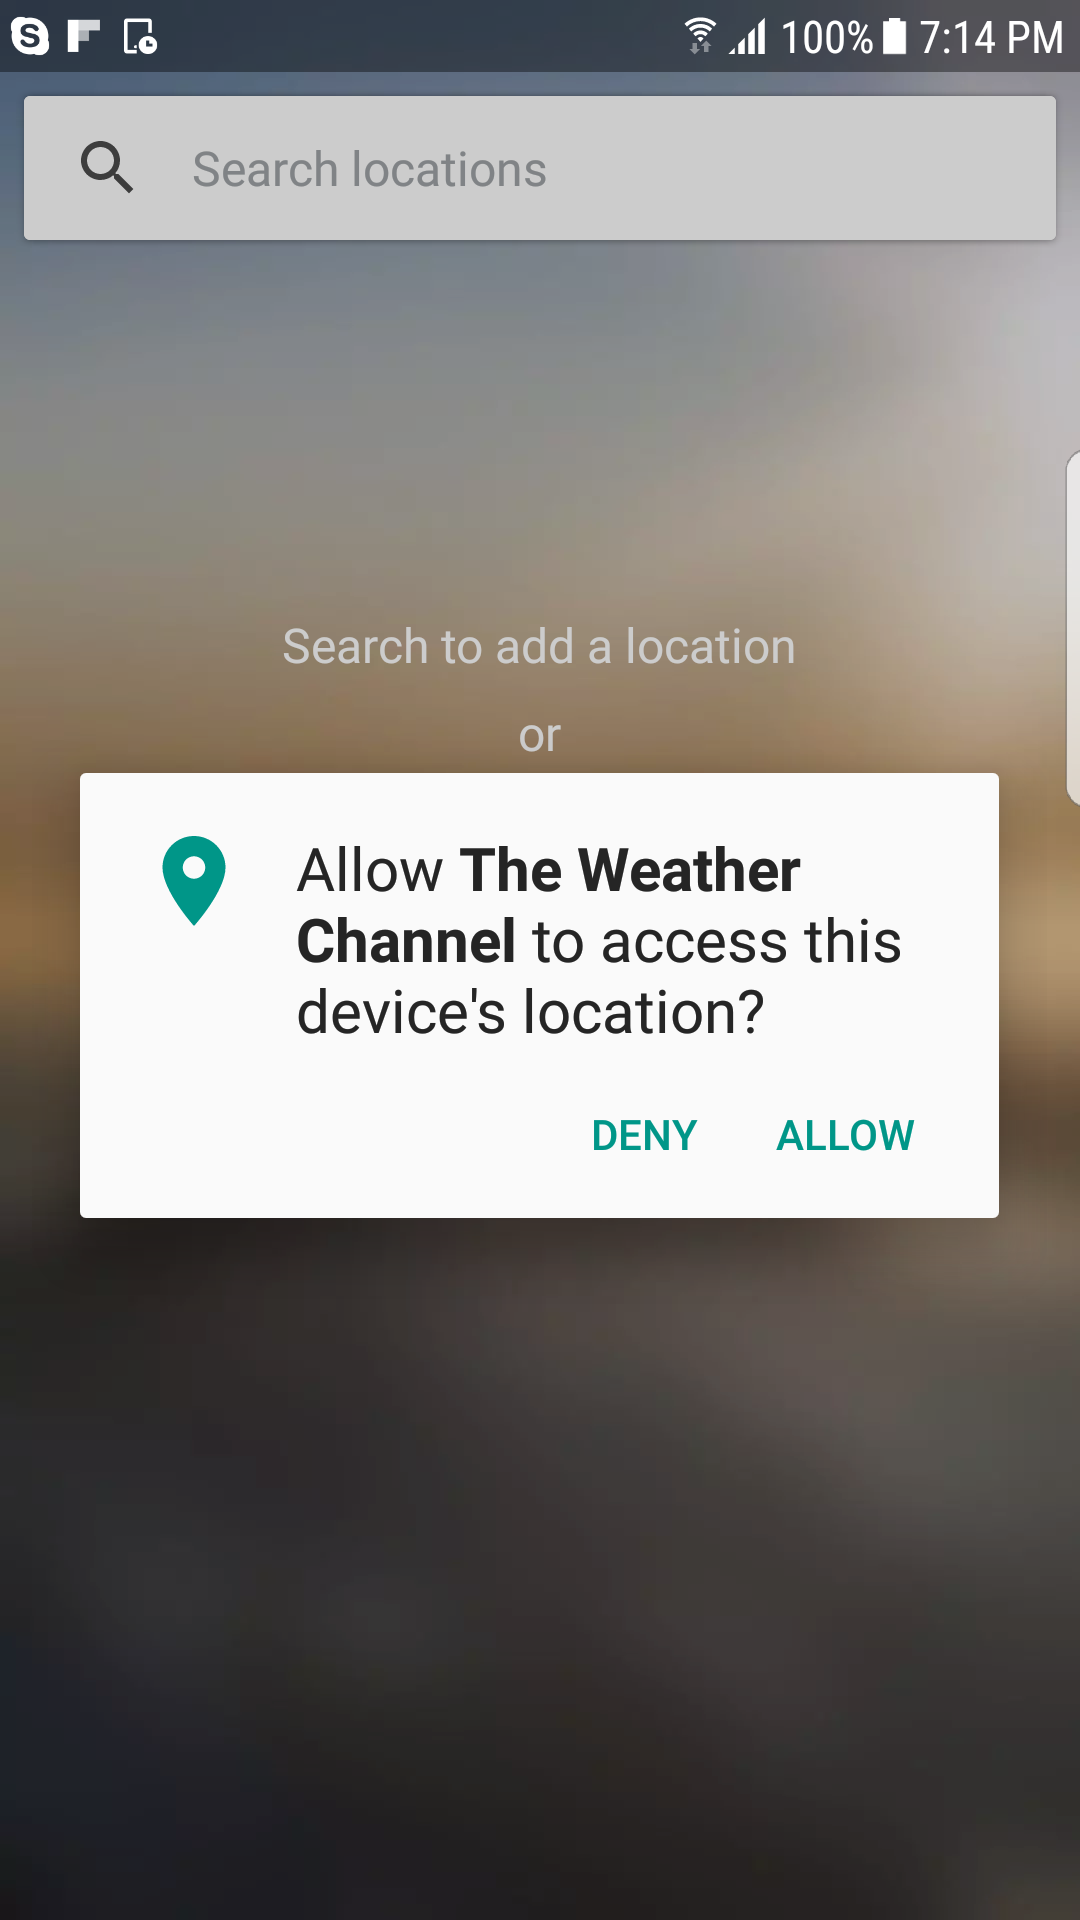 100% 7:14 PM
Search locations
Search to add a location
or
Allow The Weather
Channel to access this
device's location?
DENY ALLOW